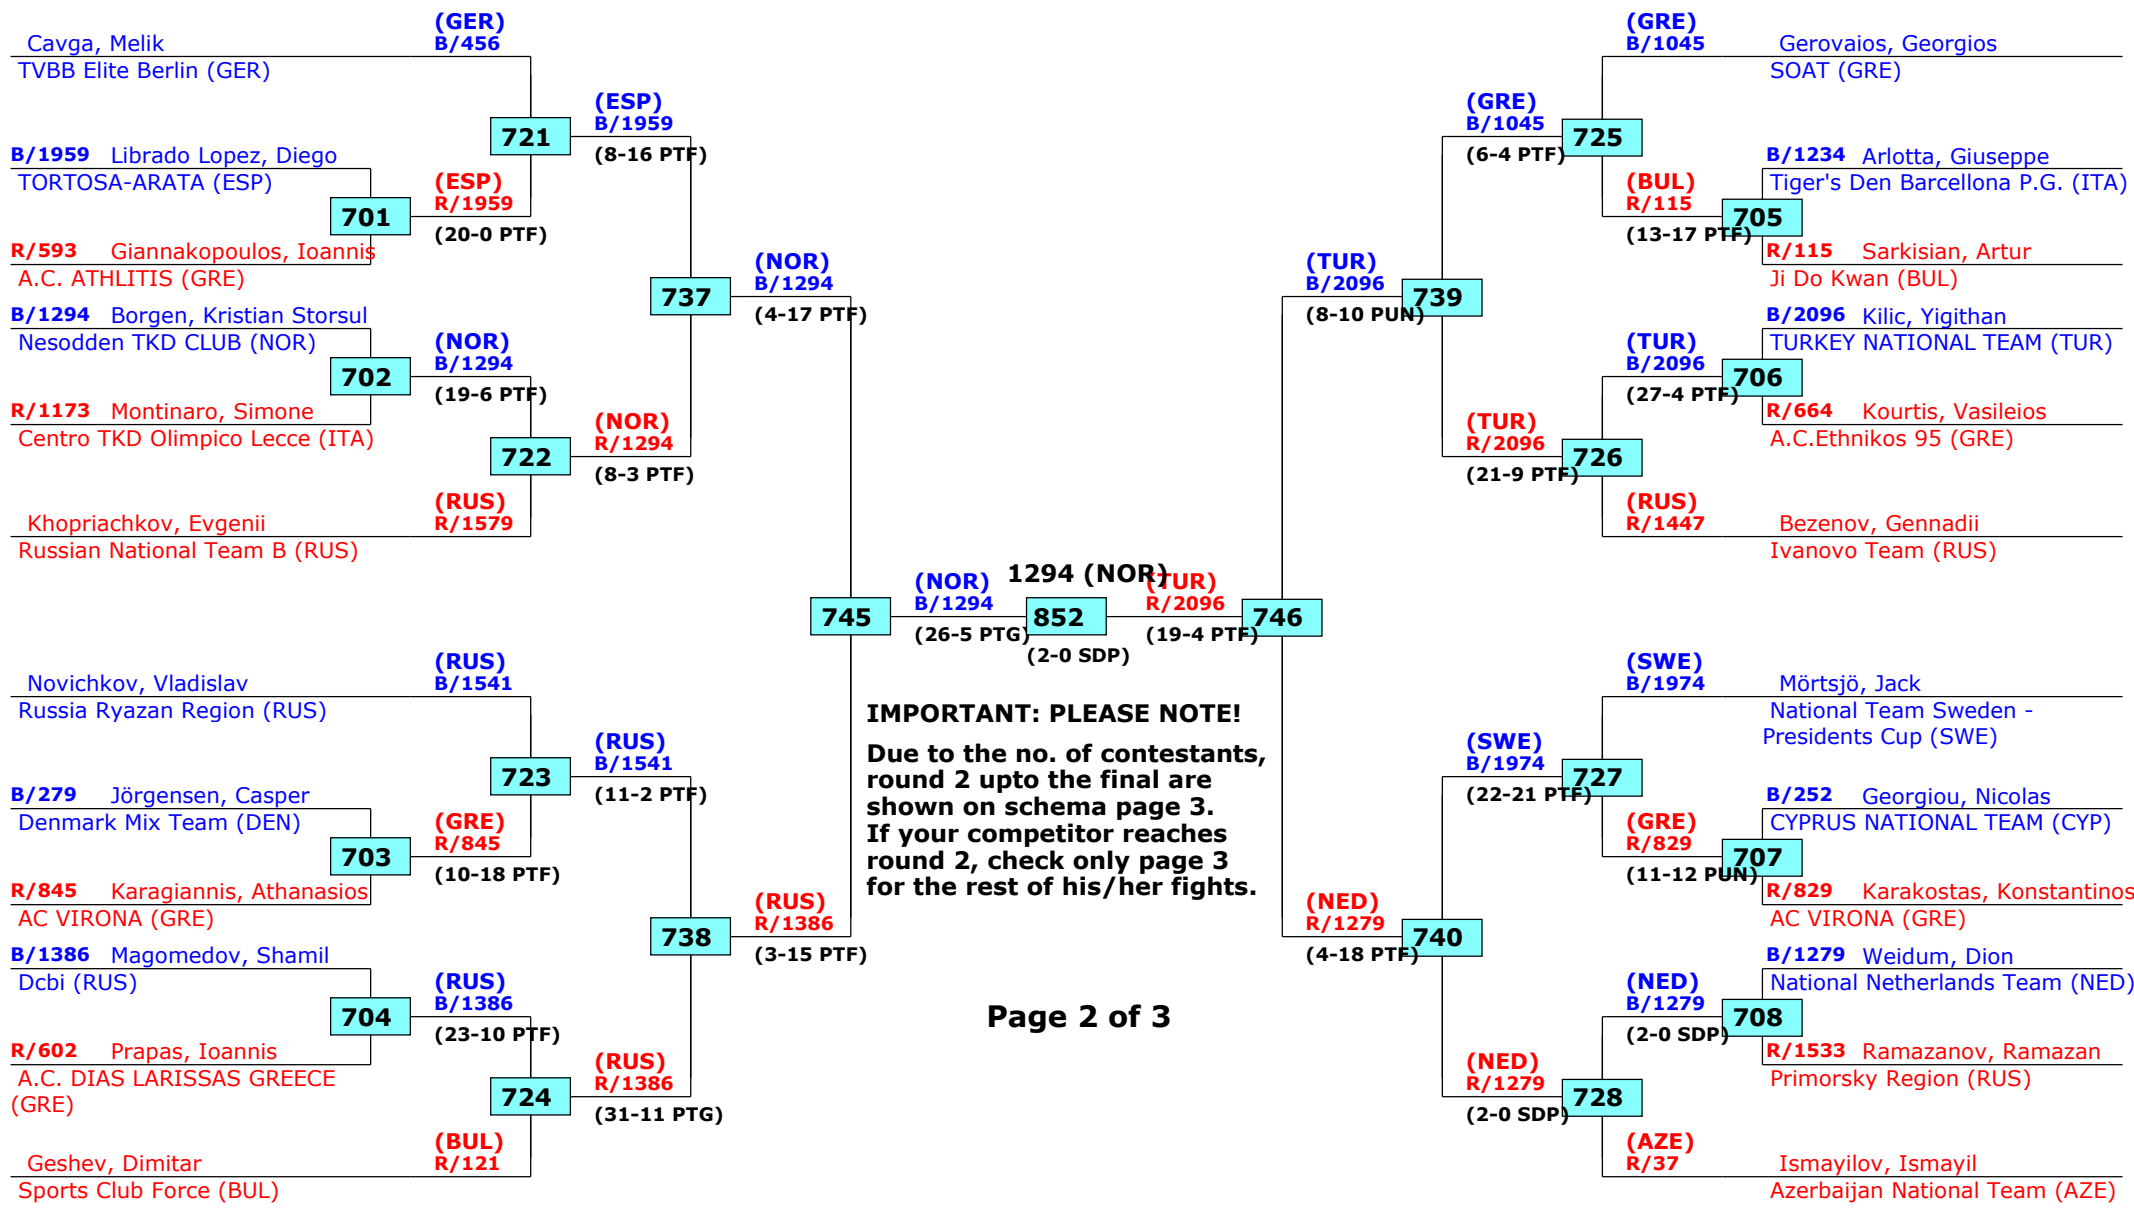 (GER)
B/456
Cavga, Melik
TVBB Elite Berlin (GER)
721
(ESP)
B/1959
(8-16 PTF)
B/1959 Librado Lopez, Diego
TORTOSA-ARATA (ESP)
701
(ESP)
R/1959
(20-0 PTF)
R/593 Giannakopoulos, Ioannis
A.C. ATHLITIS (GRE)
737
(NOR)
B/1294
(4-17 PTF)
B/1294 Borgen, Kristian Storsul
Nesodden TKD CLUB (NOR)
702
(NOR)
B/1294
(19-6 PTF)
R/1173 Montinaro, Simone
Centro TKD Olimpico Lecce (ITA)
722
(NOR)
R/1294
(8-3 PTF)
(RUS)
R/1579
Khopriachkov, Evgenii
Russian National Team B (RUS)
745
(NOR)
B/1294
(26-5 PTG)
1294 (NOR)
852
(2-0 SDP)
(TUR)
R/2096
(19-4 PTF)
746
(RUS)
B/1541
Novichkov, Vladislav
Russia Ryazan Region (RUS)
723
(RUS)
B/1541
(11-2 PTF)
B/279 Jörgensen, Casper
Denmark Mix Team (DEN)
703
(GRE)
R/845
(10-18 PTF)
R/845 Karagiannis, Athanasios
AC VIRONA (GRE)
738
(RUS)
R/1386
(3-15 PTF)
B/1386 Magomedov, Shamil
Dcbi (RUS)
704
(RUS)
B/1386
(23-10 PTF)
R/602 Prapas, Ioannis
A.C. DIAS LARISSAS GREECE
(GRE)
724
(RUS)
R/1386
(31-11 PTG)
(BUL)
R/121
Geshev, Dimitar
Sports Club Force (BUL)
IMPORTANT: PLEASE NOTE!
Due to the no. of contestants,
round 2 upto the final are
shown on schema page 3.
If your competitor reaches
round 2, check only page 3
for the rest of his/her fights.
Page 2 of 3
(GRE)
B/1045
Gerovaios, Georgios
SOAT (GRE)
(GRE)
B/1045
(6-4 PTF)
725
B/1234 Arlotta, Giuseppe
Tiger's Den Barcellona P.G. (ITA)
(BUL)
R/115
(13-17 PTF)
705
R/115 Sarkisian, Artur
Ji Do Kwan (BUL)
(TUR)
B/2096
(8-10 PUN)
739
B/2096 Kilic, Yigithan
TURKEY NATIONAL TEAM (TUR)
(TUR)
B/2096
(27-4 PTF)
706
R/664 Kourtis, Vasileios
A.C.Ethnikos 95 (GRE)
(TUR)
R/2096
(21-9 PTF)
726
(RUS)
R/1447
Bezenov, Gennadii
Ivanovo Team (RUS)
(SWE)
B/1974
Mörtsjö, Jack
National Team Sweden -
Presidents Cup (SWE)
(SWE)
B/1974
(22-21 PTF)
727
B/252 Georgiou, Nicolas
CYPRUS NATIONAL TEAM (CYP)
(GRE)
R/829
(11-12 PUN)
707
R/829 Karakostas, Konstantinos
AC VIRONA (GRE)
(NED)
R/1279
(4-18 PTF)
740
B/1279 Weidum, Dion
National Netherlands Team (NED)
(NED)
B/1279
(2-0 SDP)
708
R/1533 Ramazanov, Ramazan
Primorsky Region (RUS)
(NED)
R/1279
(2-0 SDP)
728
(AZE)
R/37
Ismayilov, Ismayil
Azerbaijan National Team (AZE)